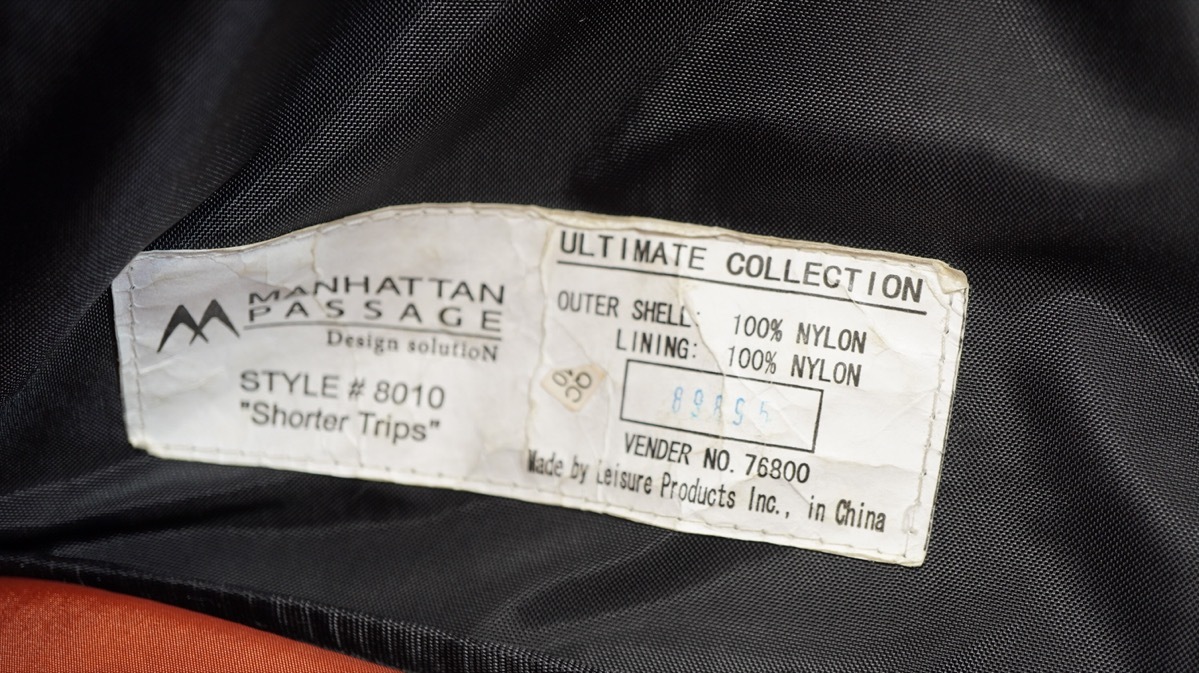 MANHATTAN
PASSAGE
Design solutioN
STYLE # 8010
"Shorter Trips"
ULTIMATE COLLECTION
OUTER SHELL: 100% NYLON
LINING: 100% NYLON
VENDER NO. 76800
Made by Leisure Products Inc., in China